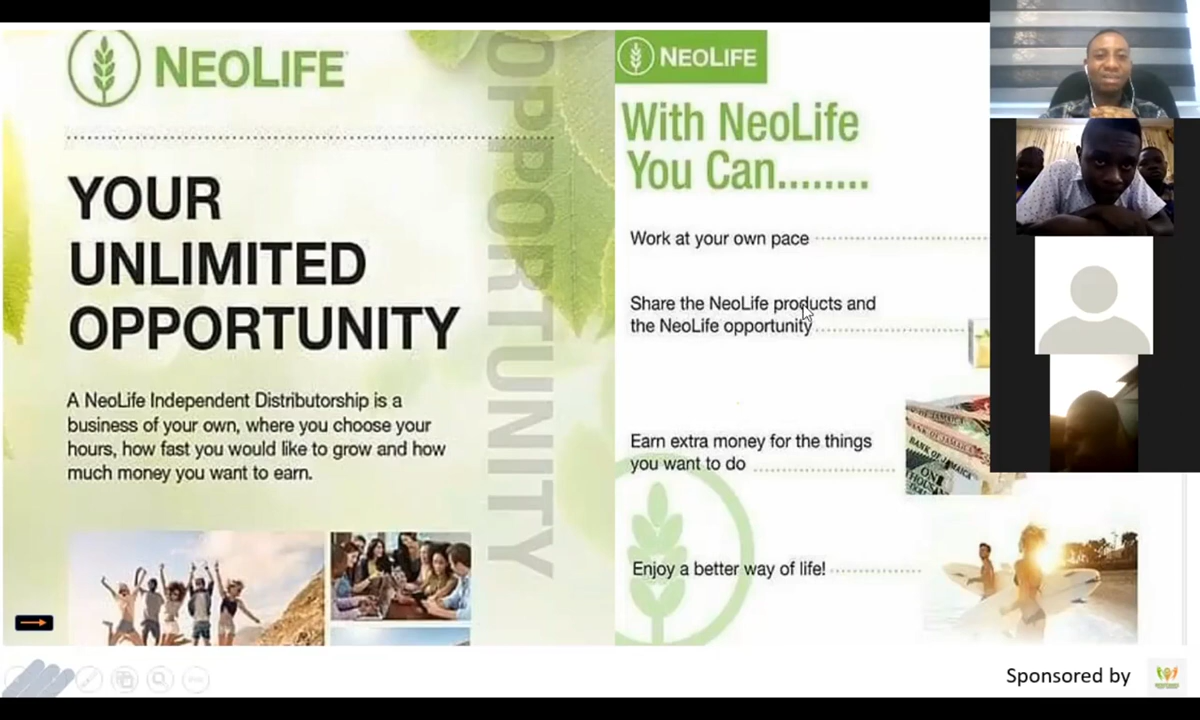 NEOLIFE
YOUR
UNLIMITED
OPPORTUNITY
A NeoLife Independent Distributorship is a
business of your own, where you choose your
hours, how fast you would like to grow and how
much money you want to earn.
OPPORTUNITY
NEOLIFE
With NeoLife
You Can........
Work at your own pace
Share the NeoLife products and
the NeoLife opportunity
Earn extra money for the things
you want to do
BANK OF JAMAICA
Enjoy a better way of life!
Sponsored by